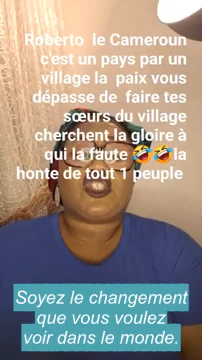 Roberto le Cameroun
c'est un pays par un
village la paix vous
dépasse de faire tes
sœurs du village
cherchent la gloire à
qui la faute 🤣🤣la
honte de tout 1 peuple
Soyez le changement
que vous voulez
voir dans le monde.